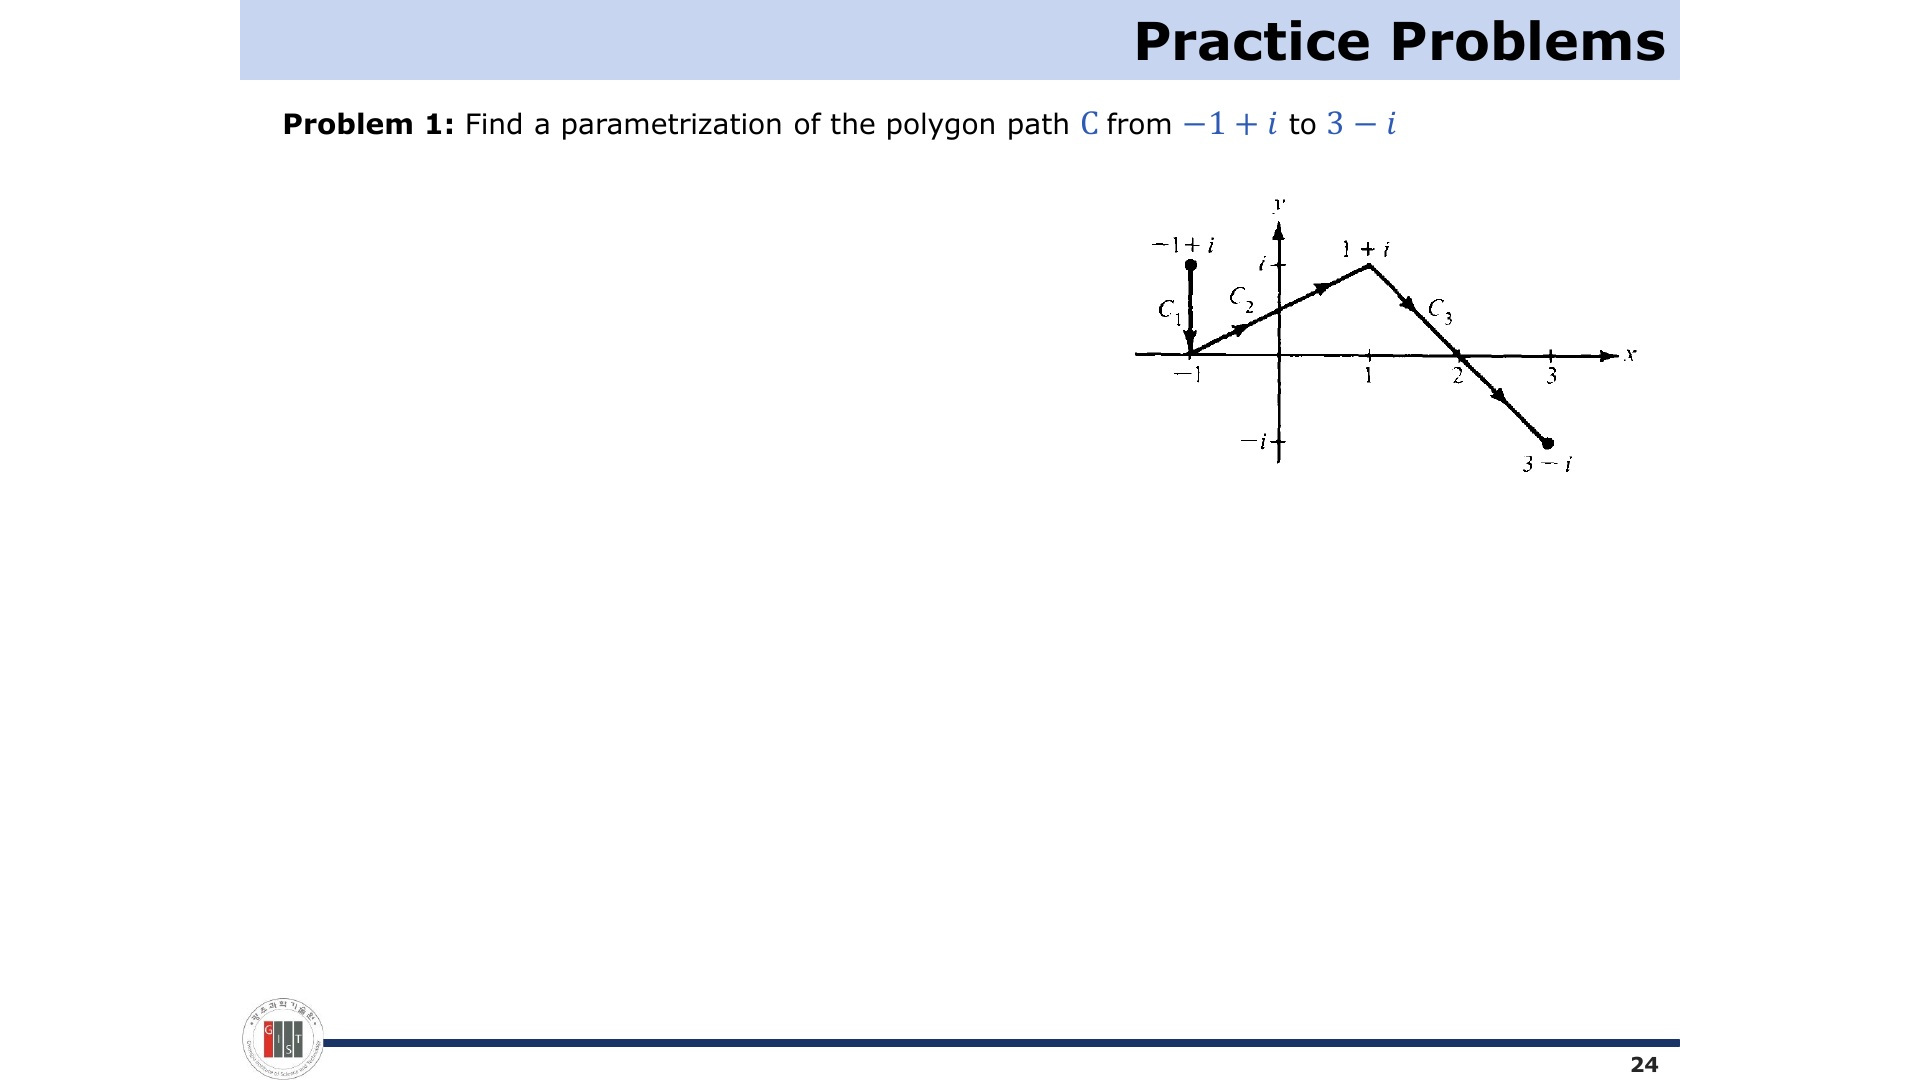 Practice Problems
Problem 1: Find a parametrization of the polygon path C from −1 + i to 3 − i
y
−1 + i
1 + i
i
C₁
C₂
C₃
−1
1
2
3
x
−i
3 − i
G
I
S
T
24